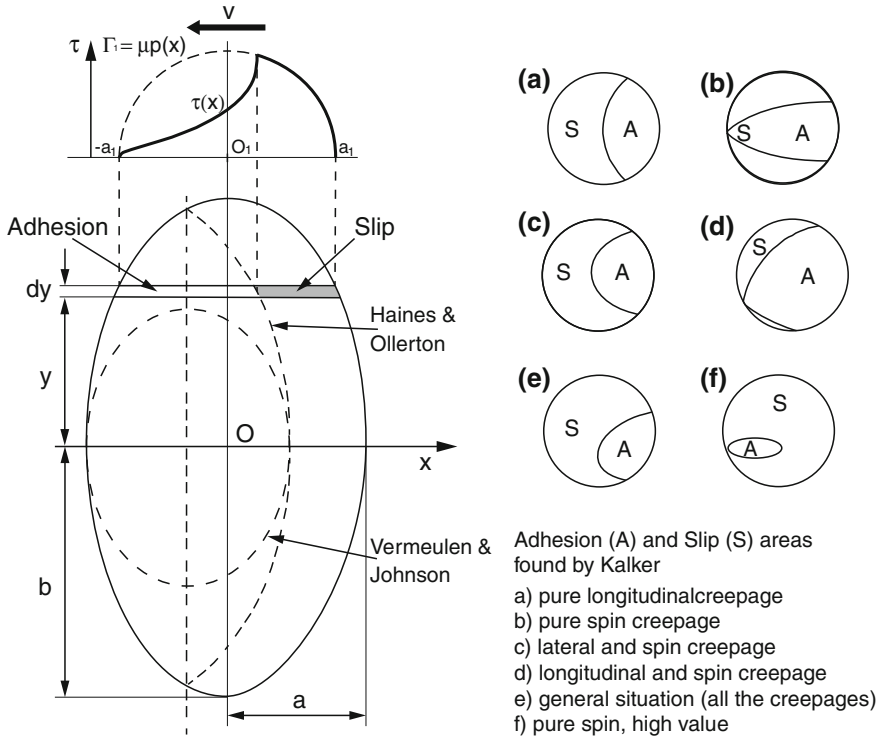 v
τ Γ₁= μp(x)
τ(x)
-a₁ O₁ a₁
Adhesion Slip
dy
Haines &
Ollerton
y
O
x
Vermeulen &
Johnson
b
a
(a) S A
(b) S A
(c) S A
(d) S A
(e) S A
(f) S A
Adhesion (A) and Slip (S) areas
found by Kalker
a) pure longitudinalcreepage
b) pure spin creepage
c) lateral and spin creepage
d) longitudinal and spin creepage
e) general situation (all the creepages)
f) pure spin, high value